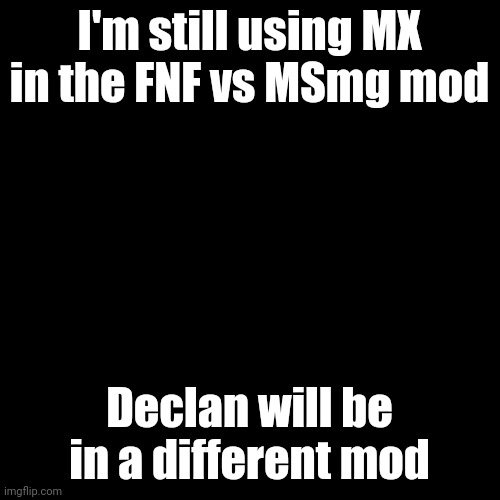 I'm still using MX
in the FNF vs MSmg mod
Declan will be
in a different mod
imgflip.com